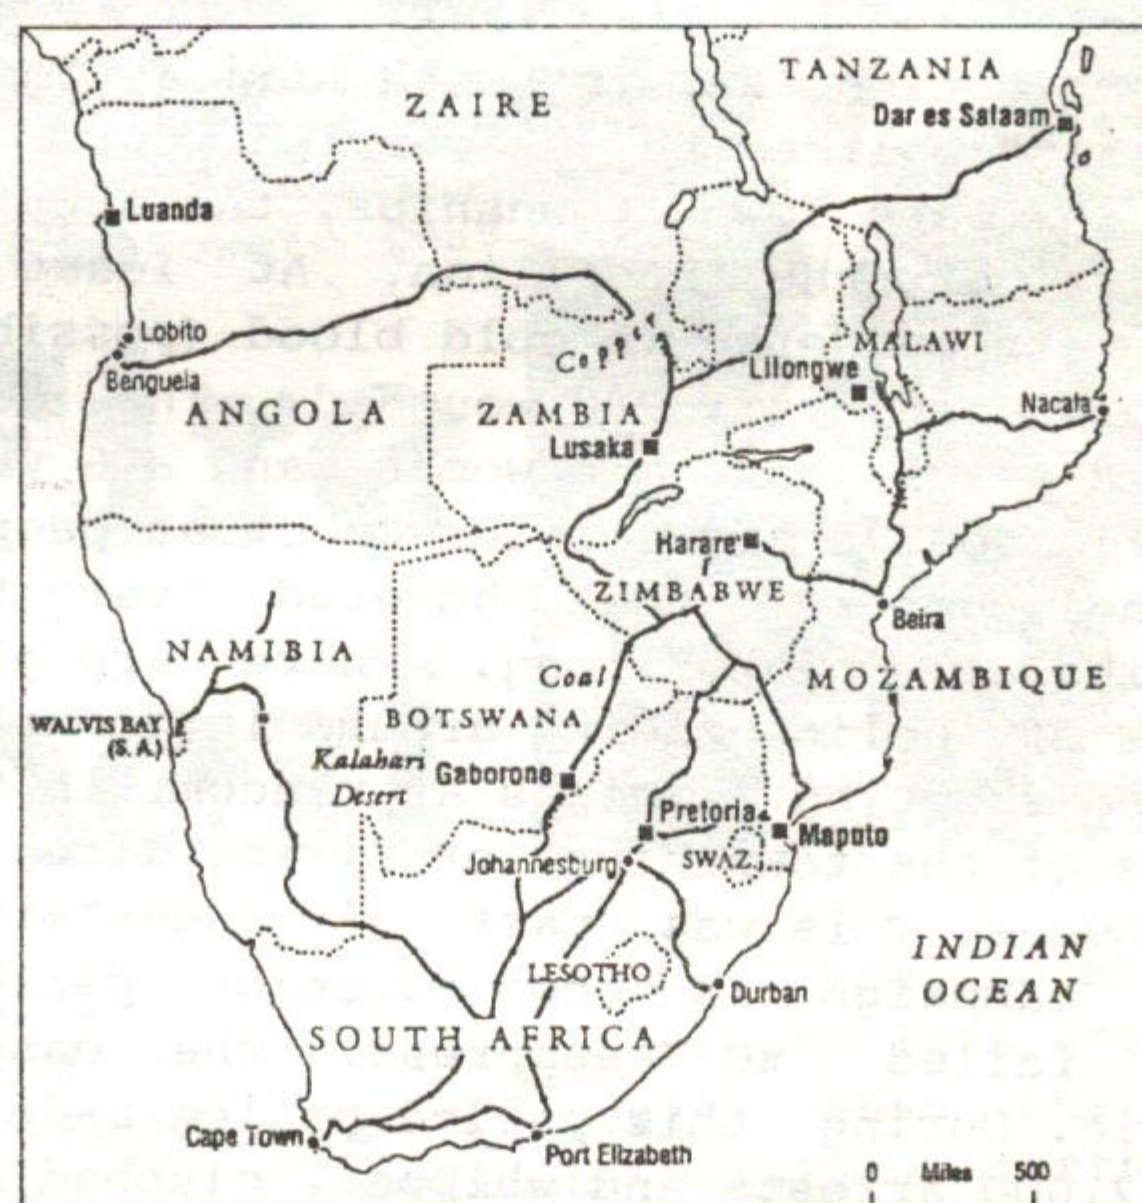 TANZANIA
ZAIRE
Dar es Salaam
Luanda
Lobito
Benguela
Copper
MALAWI
Lilongwe
ANGOLA
ZAMBIA
Nacala
Lusaka
Harare
ZIMBABWE
Beira
NAMIBIA
Coal
MOZAMBIQUE
WALVIS BAY
(S.A.)
BOTSWANA
Kalahari
Desert
Gaborone
Pretoria
Maputo
Johannesburg
SWAZ.
INDIAN
OCEAN
LESOTHO
Durban
SOUTH AFRICA
Cape Town
Port Elizabeth
0 Miles 500